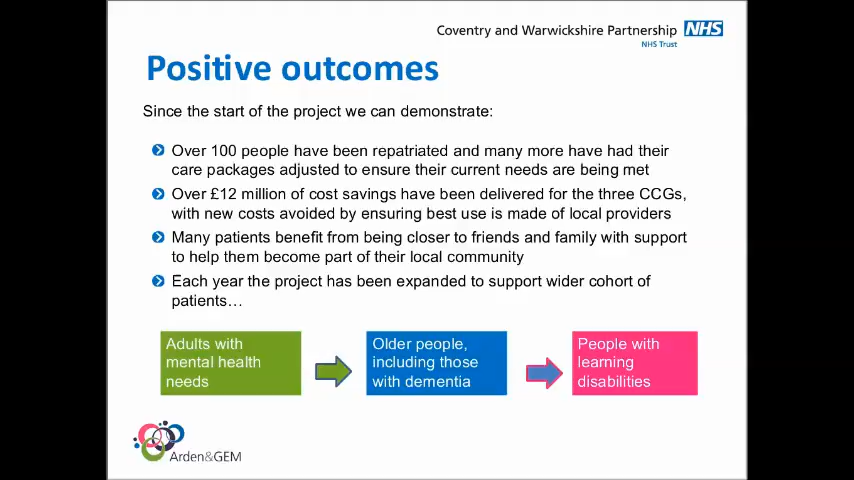 Coventry and Warwickshire Partnership NHS
NHS Trust
Positive outcomes
Since the start of the project we can demonstrate:
Over 100 people have been repatriated and many more have had their
care packages adjusted to ensure their current needs are being met
Over £12 million of cost savings have been delivered for the three CCGs,
with new costs avoided by ensuring best use is made of local providers
Many patients benefit from being closer to friends and family with support
to help them become part of their local community
Each year the project has been expanded to support wider cohort of
patients…
Adults with
mental health
needs
Older people,
including those
with dementia
People with
learning
disabilities
Arden&GEM